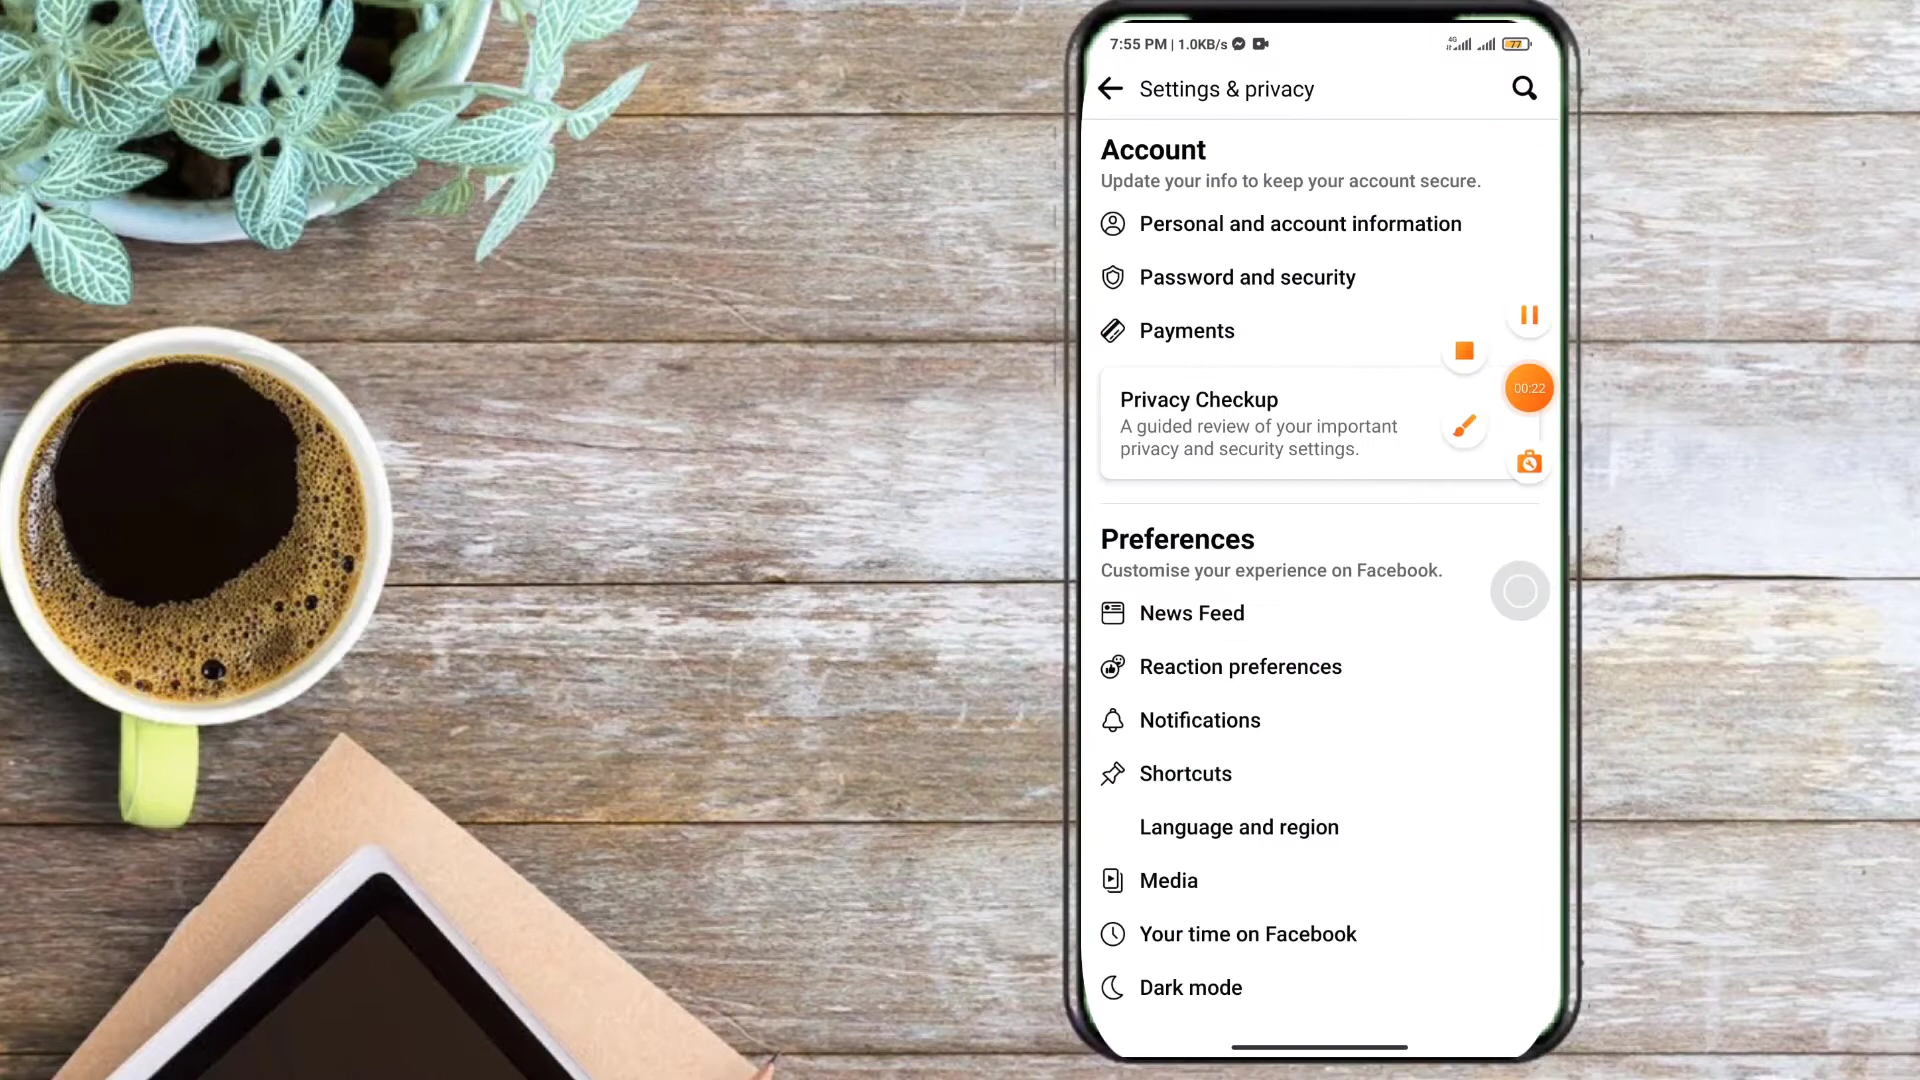 7:55 PM | 1.0KB/s
4G
77
Settings & privacy
Account
Update your info to keep your account secure.
Personal and account information
Password and security
Payments
00:22
Privacy Checkup
A guided review of your important
privacy and security settings.
Preferences
Customise your experience on Facebook.
News Feed
Reaction preferences
Notifications
Shortcuts
Language and region
Media
Your time on Facebook
Dark mode